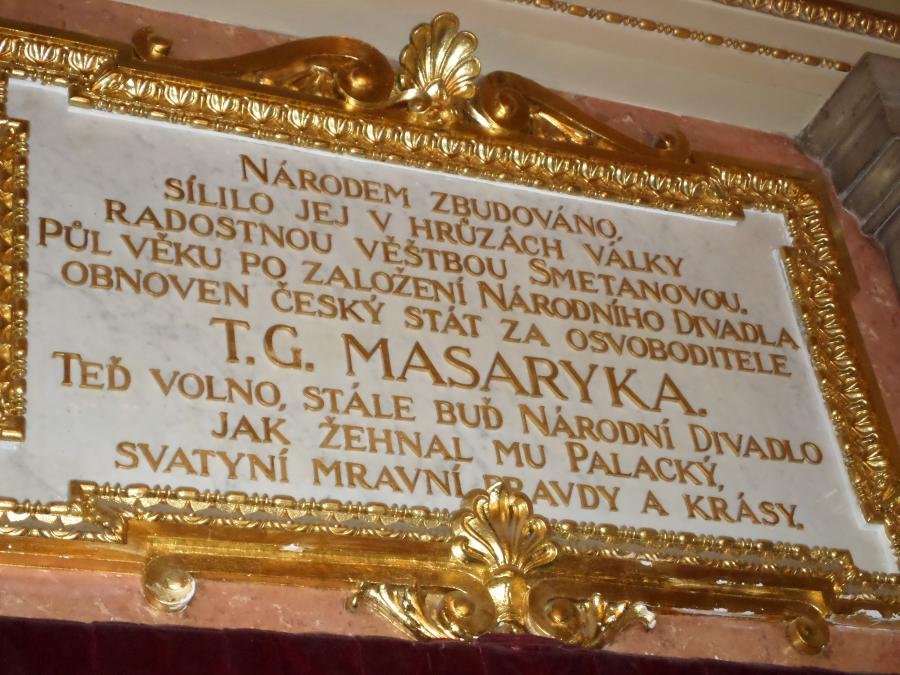 NÁRODEM ZBUDOVÁNO,
SÍLILO JEJ V HRŮZÁCH VÁLKY
RADOSTNOU VĚŠTBOU SMETANOVOU.
PŮL VĚKU PO ZALOŽENÍ NÁRODNÍHO DIVADLA
OBNOVEN ČESKÝ STÁT ZA OSVOBODITELE
T.G. MASARYKA.
TEĎ VOLNO, STÁLE BUĎ NÁRODNÍ DIVADLO
JAK ŽEHNAL MU PALACKÝ,
SVATYNÍ MRAVNÍ PRAVDY A KRÁSY.